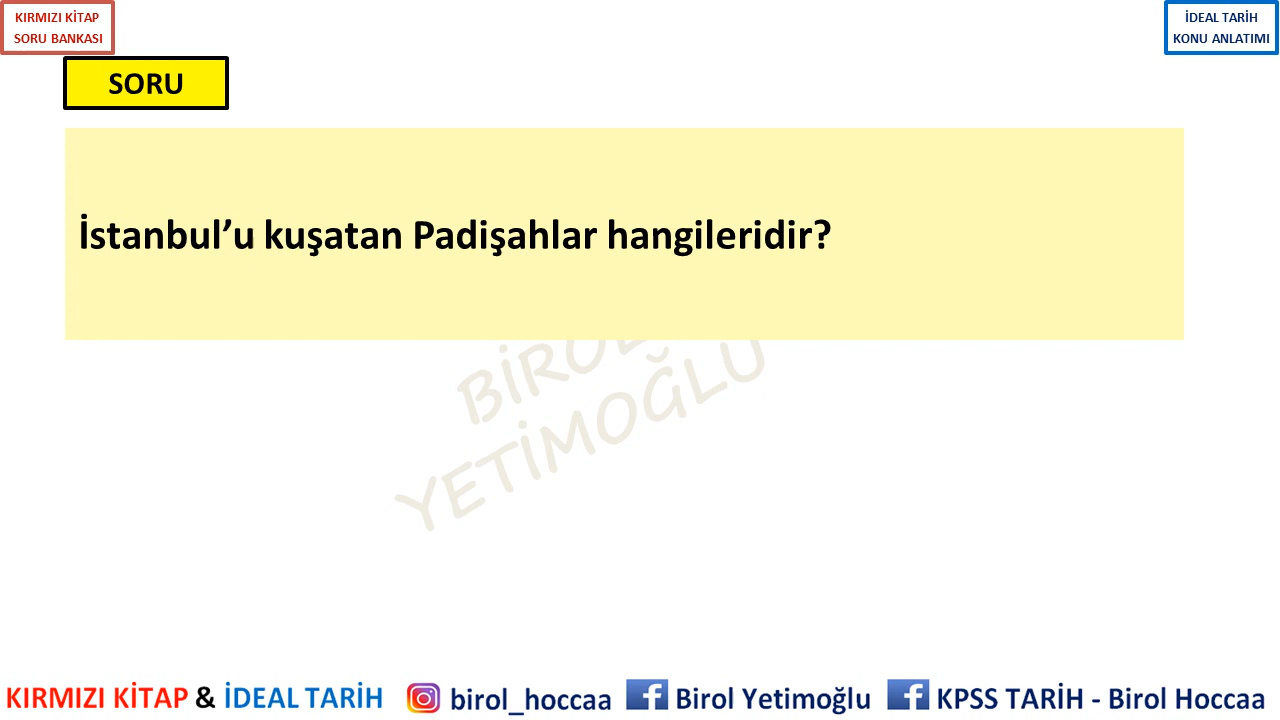 KIRMIZI KİTAP
SORU BANKASI
İDEAL TARİH
KONU ANLATIMI
SORU
İstanbul’u kuşatan Padişahlar hangileridir?
BİROL
YETİMOĞLU
KIRMIZI KİTAP & İDEAL TARİH birol_hoccaa Birol Yetimoğlu KPSS TARİH - Birol Hoccaa